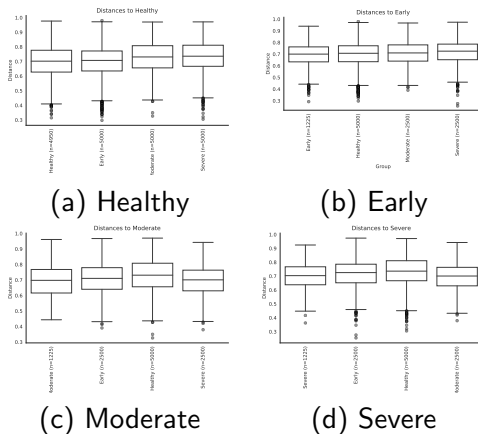 Distances to Healthy
Distance
1.0
0.9
0.8
0.7
0.6
0.5
0.4
0.3
Healthy (n=4950)
Early (n=5000)
Moderate (n=5000)
Severe (n=5000)
(a) Healthy
Distances to Early
Distance
1.0
0.9
0.8
0.7
0.6
0.5
0.4
0.3
Early (n=1225)
Healthy (n=5000)
Moderate (n=2500)
Severe (n=2500)
Group
(b) Early
Distances to Moderate
Distance
1.0
0.9
0.8
0.7
0.6
0.5
0.4
0.3
Moderate (n=1225)
Early (n=2500)
Healthy (n=5000)
Severe (n=2500)
(c) Moderate
Distances to Severe
Distance
1.0
0.9
0.8
0.7
0.6
0.5
0.4
0.3
Severe (n=1225)
Early (n=2500)
Healthy (n=5000)
Moderate (n=2500)
(d) Severe